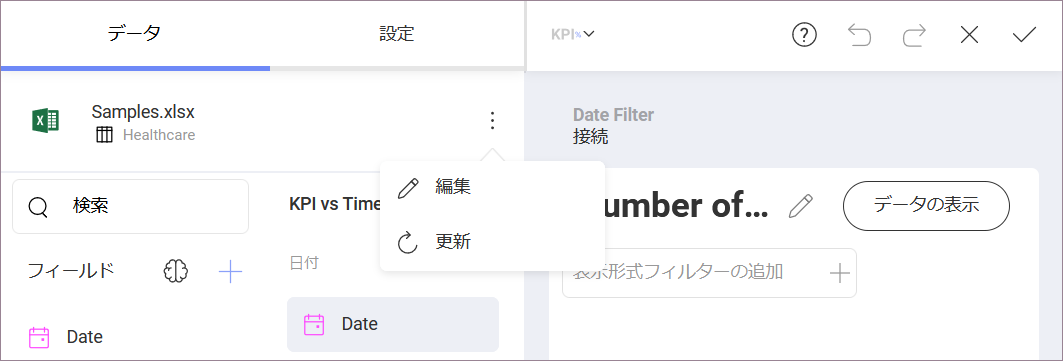 データ
設定
KPI%
Samples.xlsx
Healthcare
Date Filter
接続
編集
更新
検索
KPI vs Time
umber of...
データの表示
フィールド
日付
表示形式フィルターの追加
Date
Date